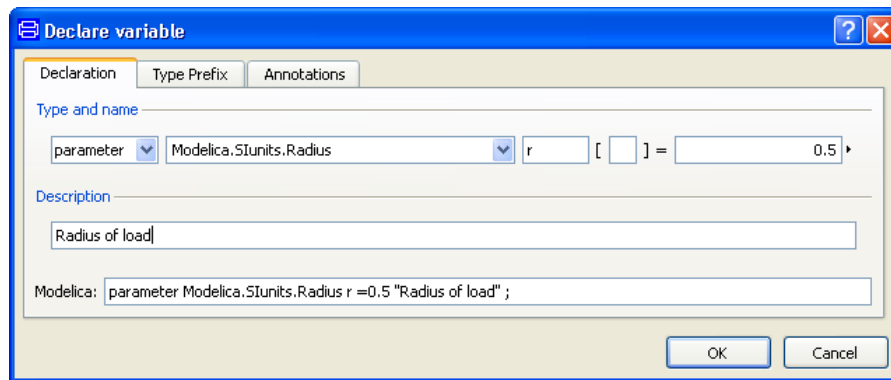 Declare variable
Declaration Type Prefix Annotations
Type and name
parameter Modelica.SIunits.Radius r [ ] = 0.5
Description
Radius of load
Modelica: parameter Modelica.SIunits.Radius r =0.5 "Radius of load" ;
OK Cancel